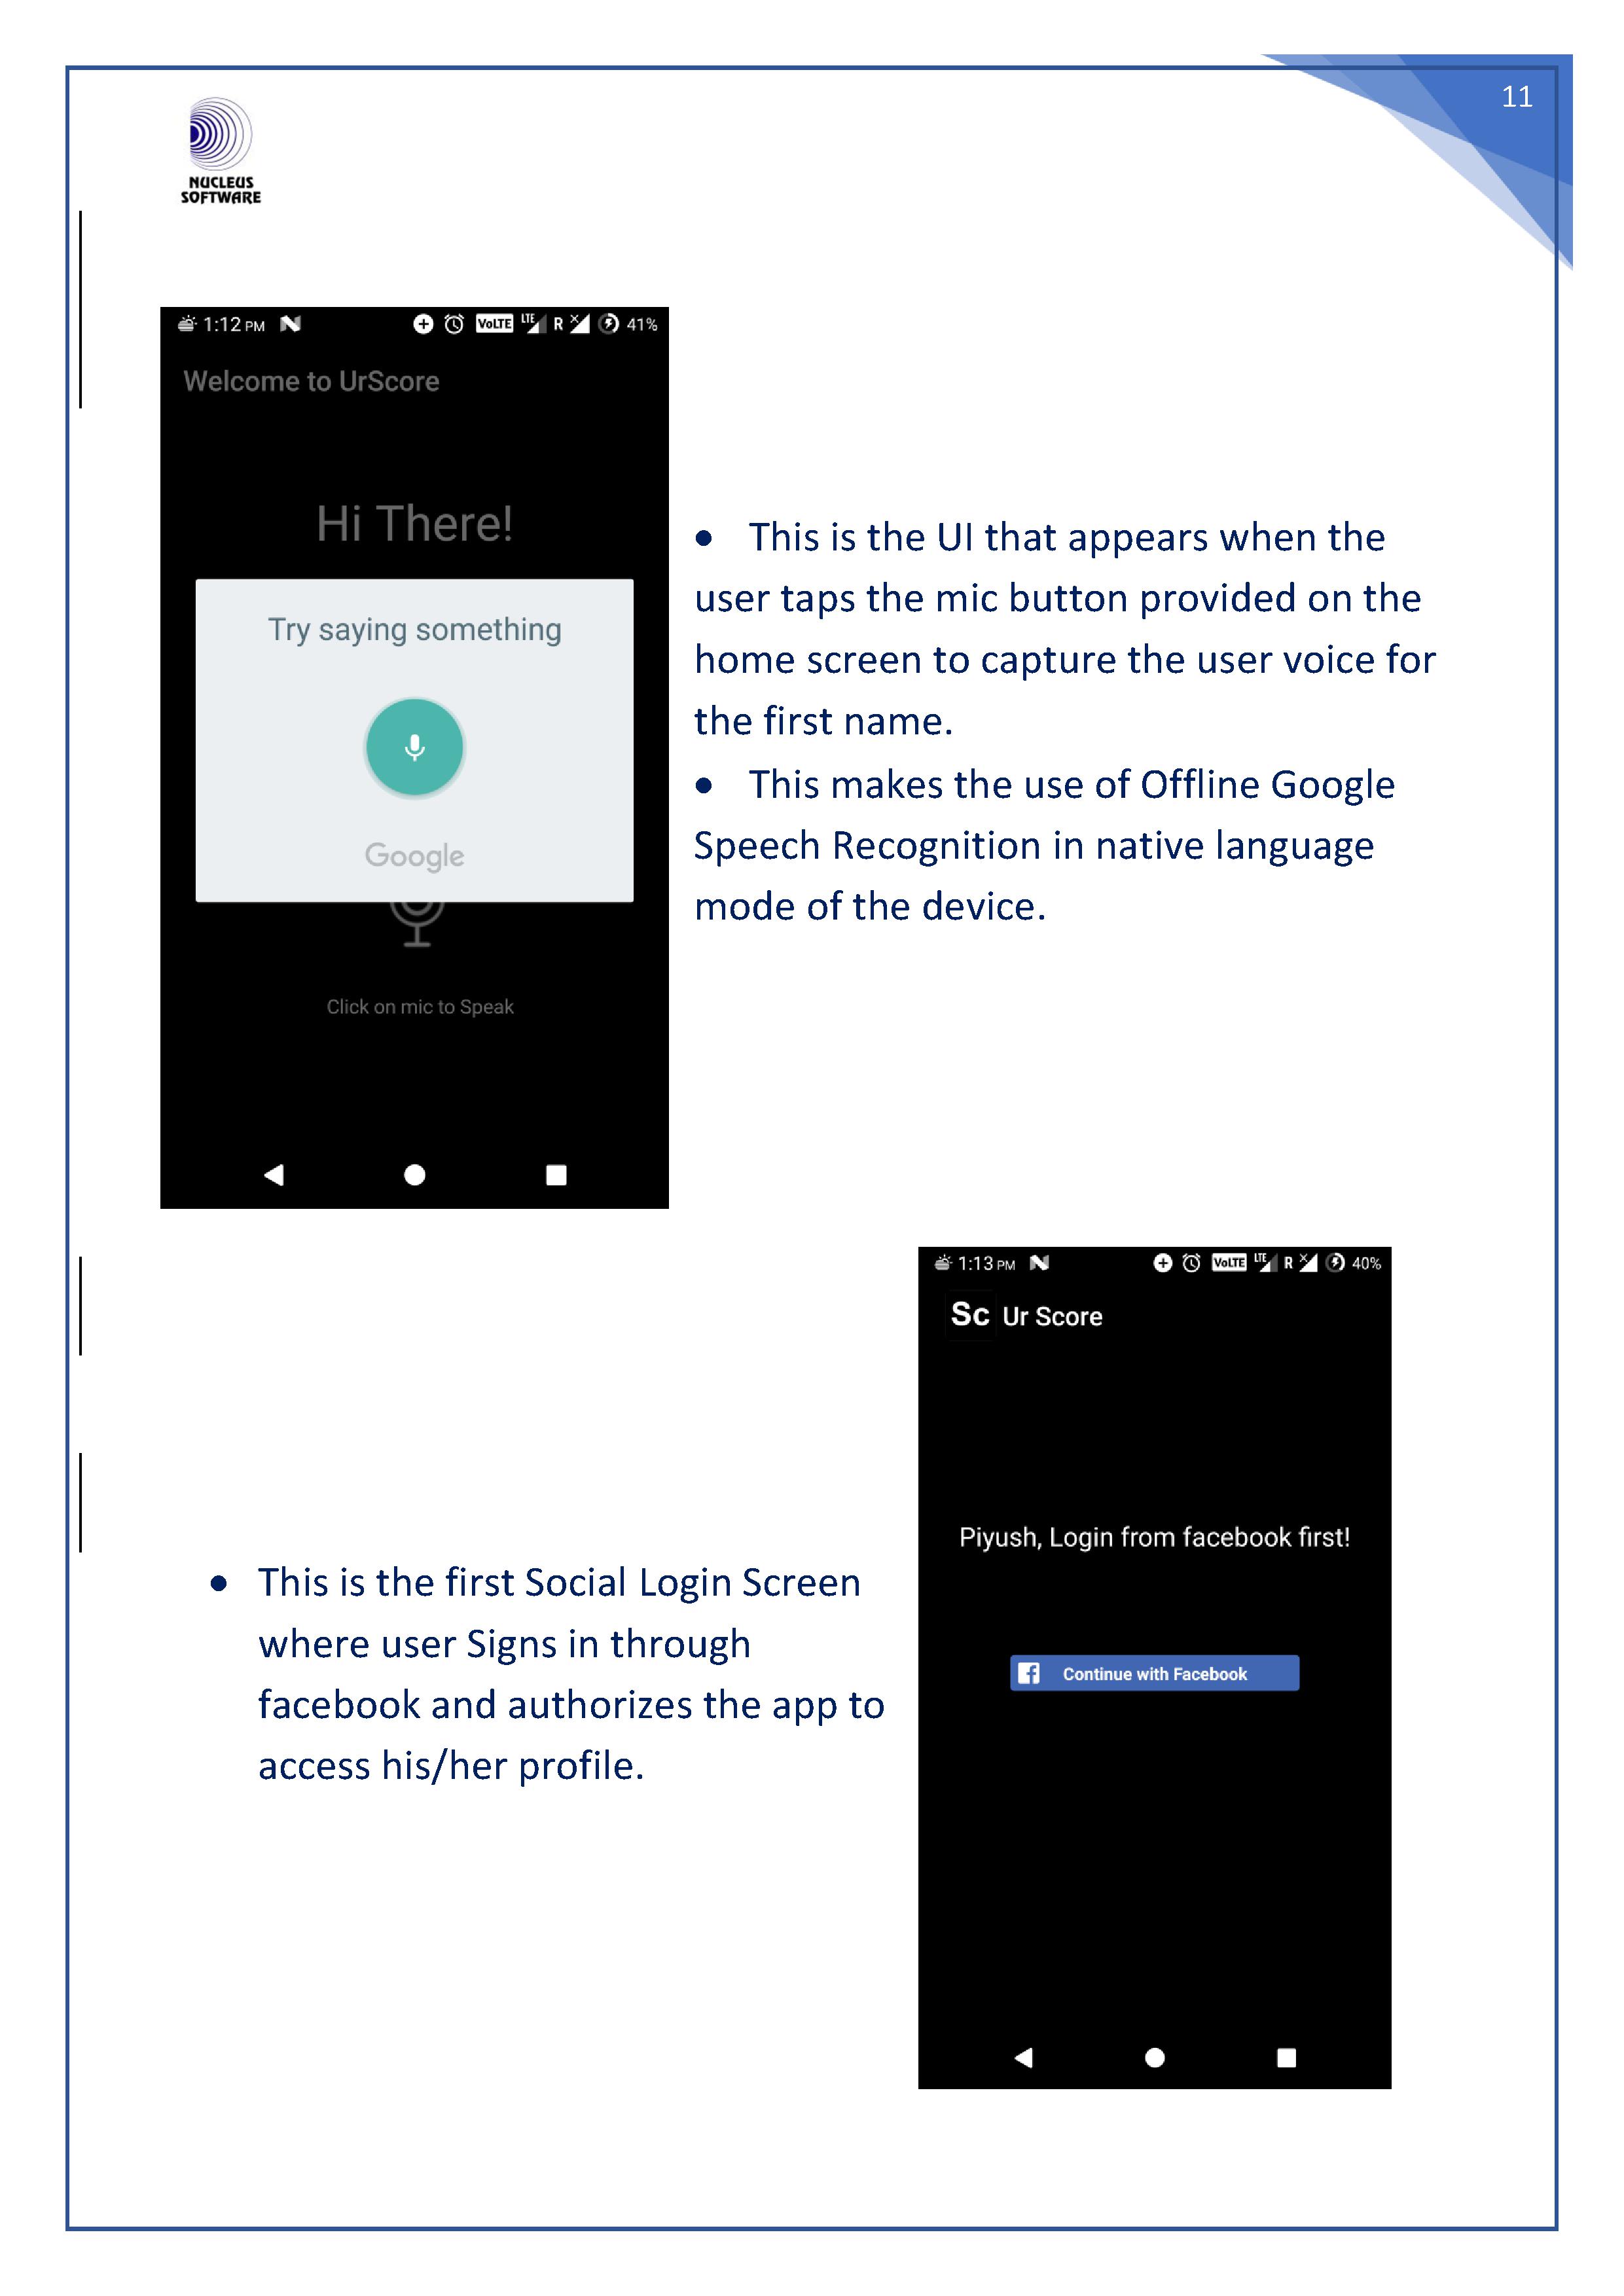 11
NUCLEUS
SOFTWARE
1:12 PM N VoLTE LTE R 41%
Welcome to UrScore
Hi There!
Try saying something
Google
Click on mic to Speak
• This is the UI that appears when the
user taps the mic button provided on the
home screen to capture the user voice for
the first name.
• This makes the use of Offline Google
Speech Recognition in native language
mode of the device.
1:13 PM N VoLTE LTE R 40%
Sc Ur Score
Piyush, Login from facebook first!
f Continue with Facebook
• This is the first Social Login Screen
where user Signs in through
facebook and authorizes the app to
access his/her profile.